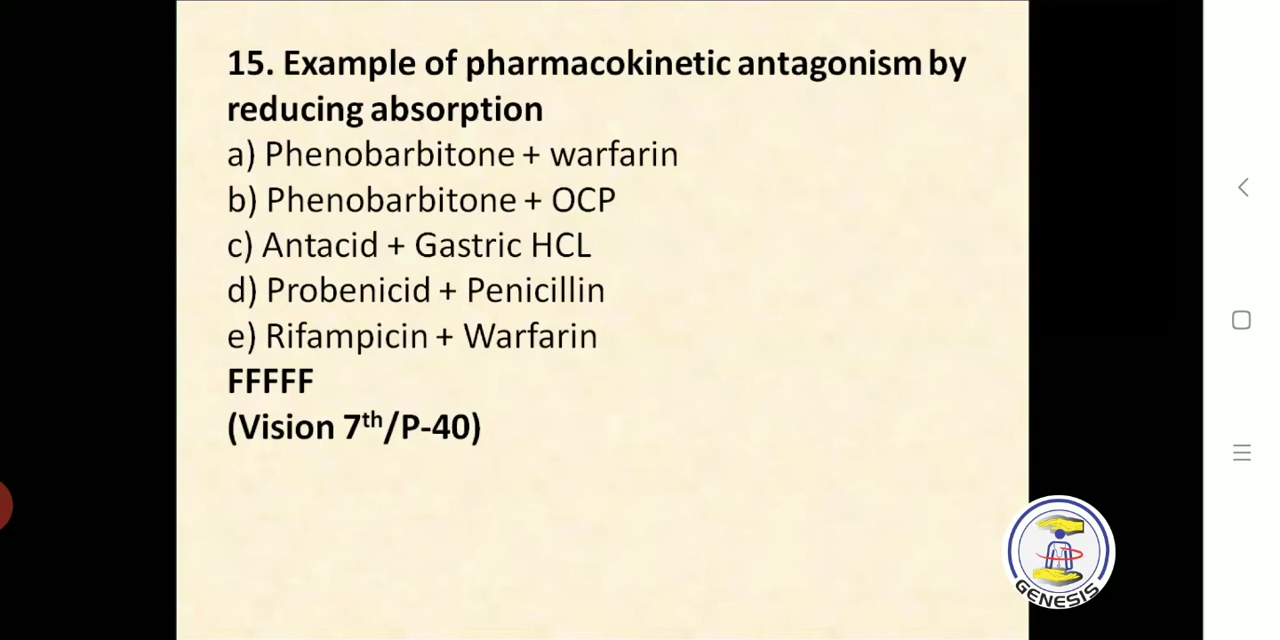 15. Example of pharmacokinetic antagonism by
reducing absorption
a) Phenobarbitone + warfarin
b) Phenobarbitone + OCP
c) Antacid + Gastric HCL
d) Probenicid + Penicillin
e) Rifampicin + Warfarin
FFFFF
(Vision 7th/P-40)
GENESIS